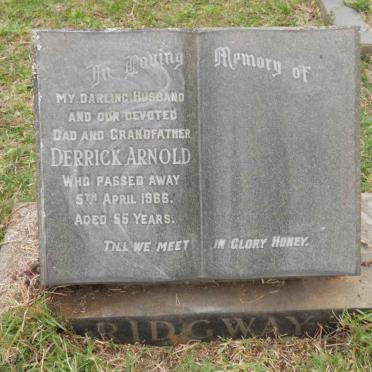 In Loving Memory of
My Darling Husband
and our devoted
Dad and Grandfather
Derrick Arnold
Who passed away
5th April 1966.
Aged 55 Years.
Till we meet in Glory Honey.
RIDGWAY